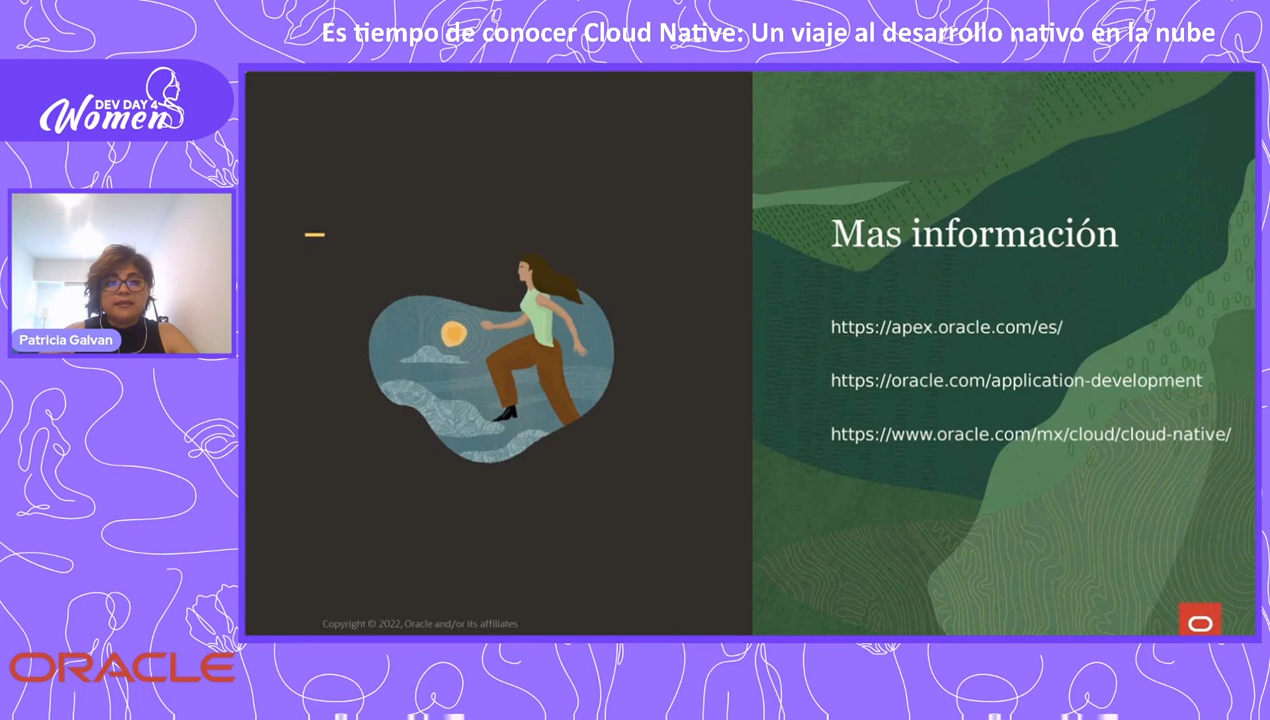 Es tiempo de conocer Cloud Native: Un viaje al desarrollo nativo en la nube
DEV DAY 4
Women
Patricia Galvan
Mas información
https://apex.oracle.com/es/
https://oracle.com/application-development
https://www.oracle.com/mx/cloud/cloud-native/
Copyright © 2022, Oracle and/or its affiliates
ORACLE